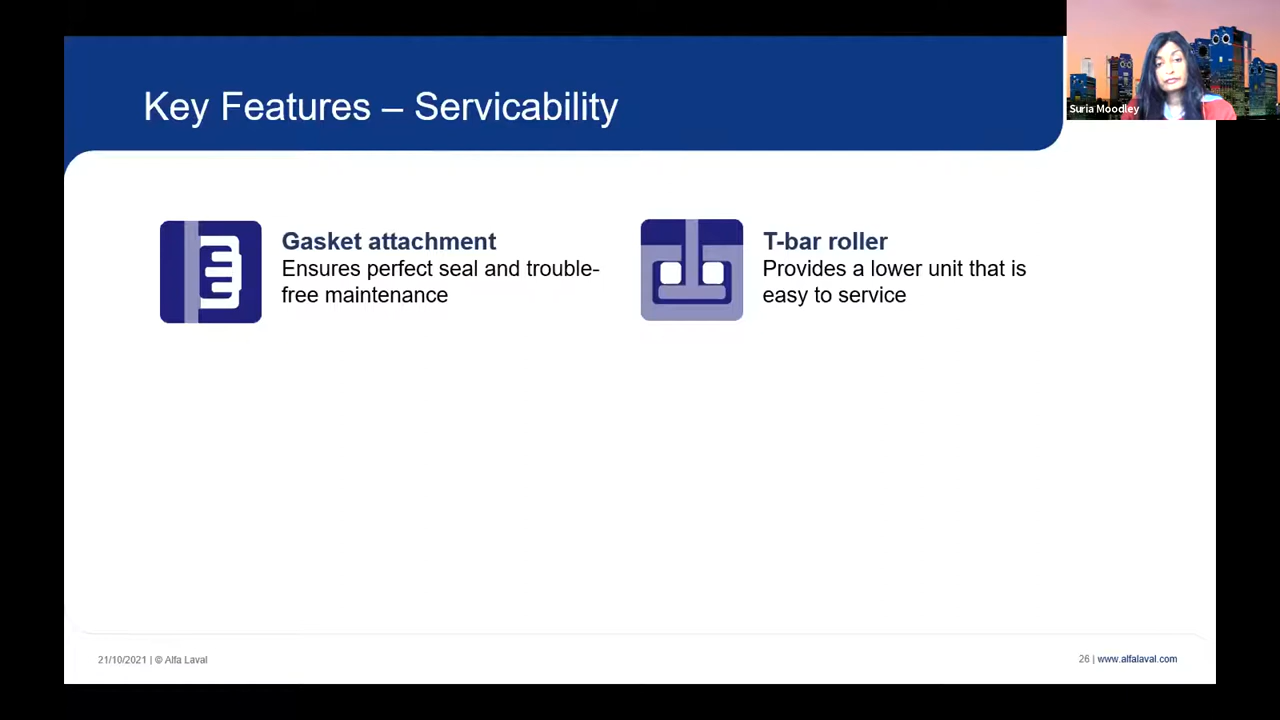 Key Features – Servicability
Suria Moodley
Gasket attachment
Ensures perfect seal and trouble-
free maintenance
T-bar roller
Provides a lower unit that is
easy to service
21/10/2021 | © Alfa Laval
26 | www.alfalaval.com